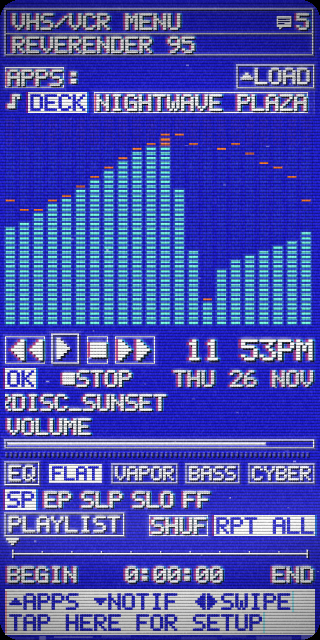 VHS/VCR MENU 5
REVERENDER 95
APPS: LOAD
DECK NIGHTWAVE PLAZA
11 53PM
OK STOP THU 26 NOV
DISC_SUNSET
VOLUME
EQ FLAT VAPOR BASS CYBER
SP EP SLP SLO FF
PLAYLIST SHUF RPT ALL
BEGIN 0:00:00 END
APPS NOTIF SWIPE
TAP HERE FOR SETUP